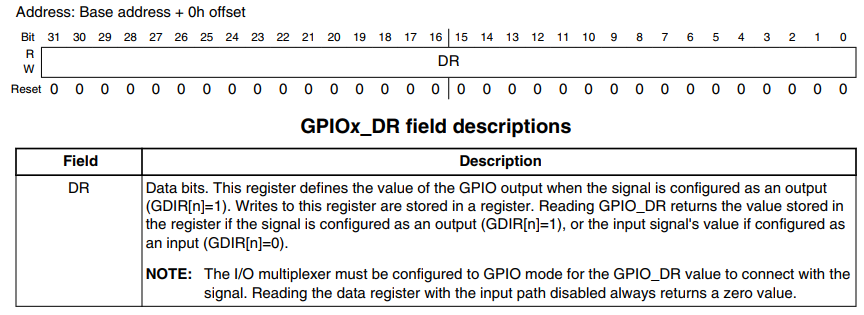 Address: Base address + 0h offset
Bit 31 30 29 28 27 26 25 24 23 22 21 20 19 18 17 16 15 14 13 12 11 10 9 8 7 6 5 4 3 2 1 0
R
DR
W
Reset 0 0 0 0 0 0 0 0 0 0 0 0 0 0 0 0 0 0 0 0 0 0 0 0 0 0 0 0 0 0 0 0
GPIOx_DR field descriptions
Field Description
DR Data bits. This register defines the value of the GPIO output when the signal is configured as an output
(GDIR[n]=1). Writes to this register are stored in a register. Reading GPIO_DR returns the value stored in
the register if the signal is configured as an output (GDIR[n]=1), or the input signal's value if configured as
an input (GDIR[n]=0).
NOTE: The I/O multiplexer must be configured to GPIO mode for the GPIO_DR value to connect with the
signal. Reading the data register with the input path disabled always returns a zero value.